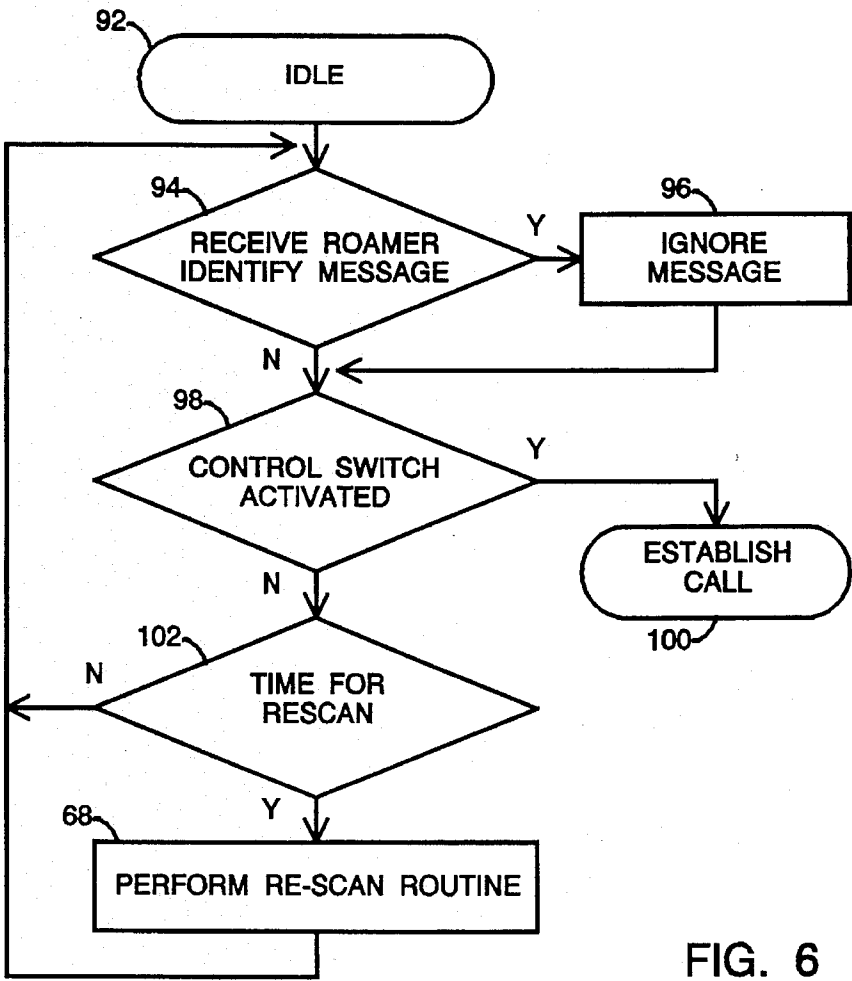 92
IDLE
94
RECEIVE ROAMER
IDENTIFY MESSAGE
Y
96
IGNORE
MESSAGE
N
98
CONTROL SWITCH
ACTIVATED
Y
ESTABLISH
CALL
100
N
102
TIME FOR
RESCAN
N
Y
68
PERFORM RE-SCAN ROUTINE
FIG. 6